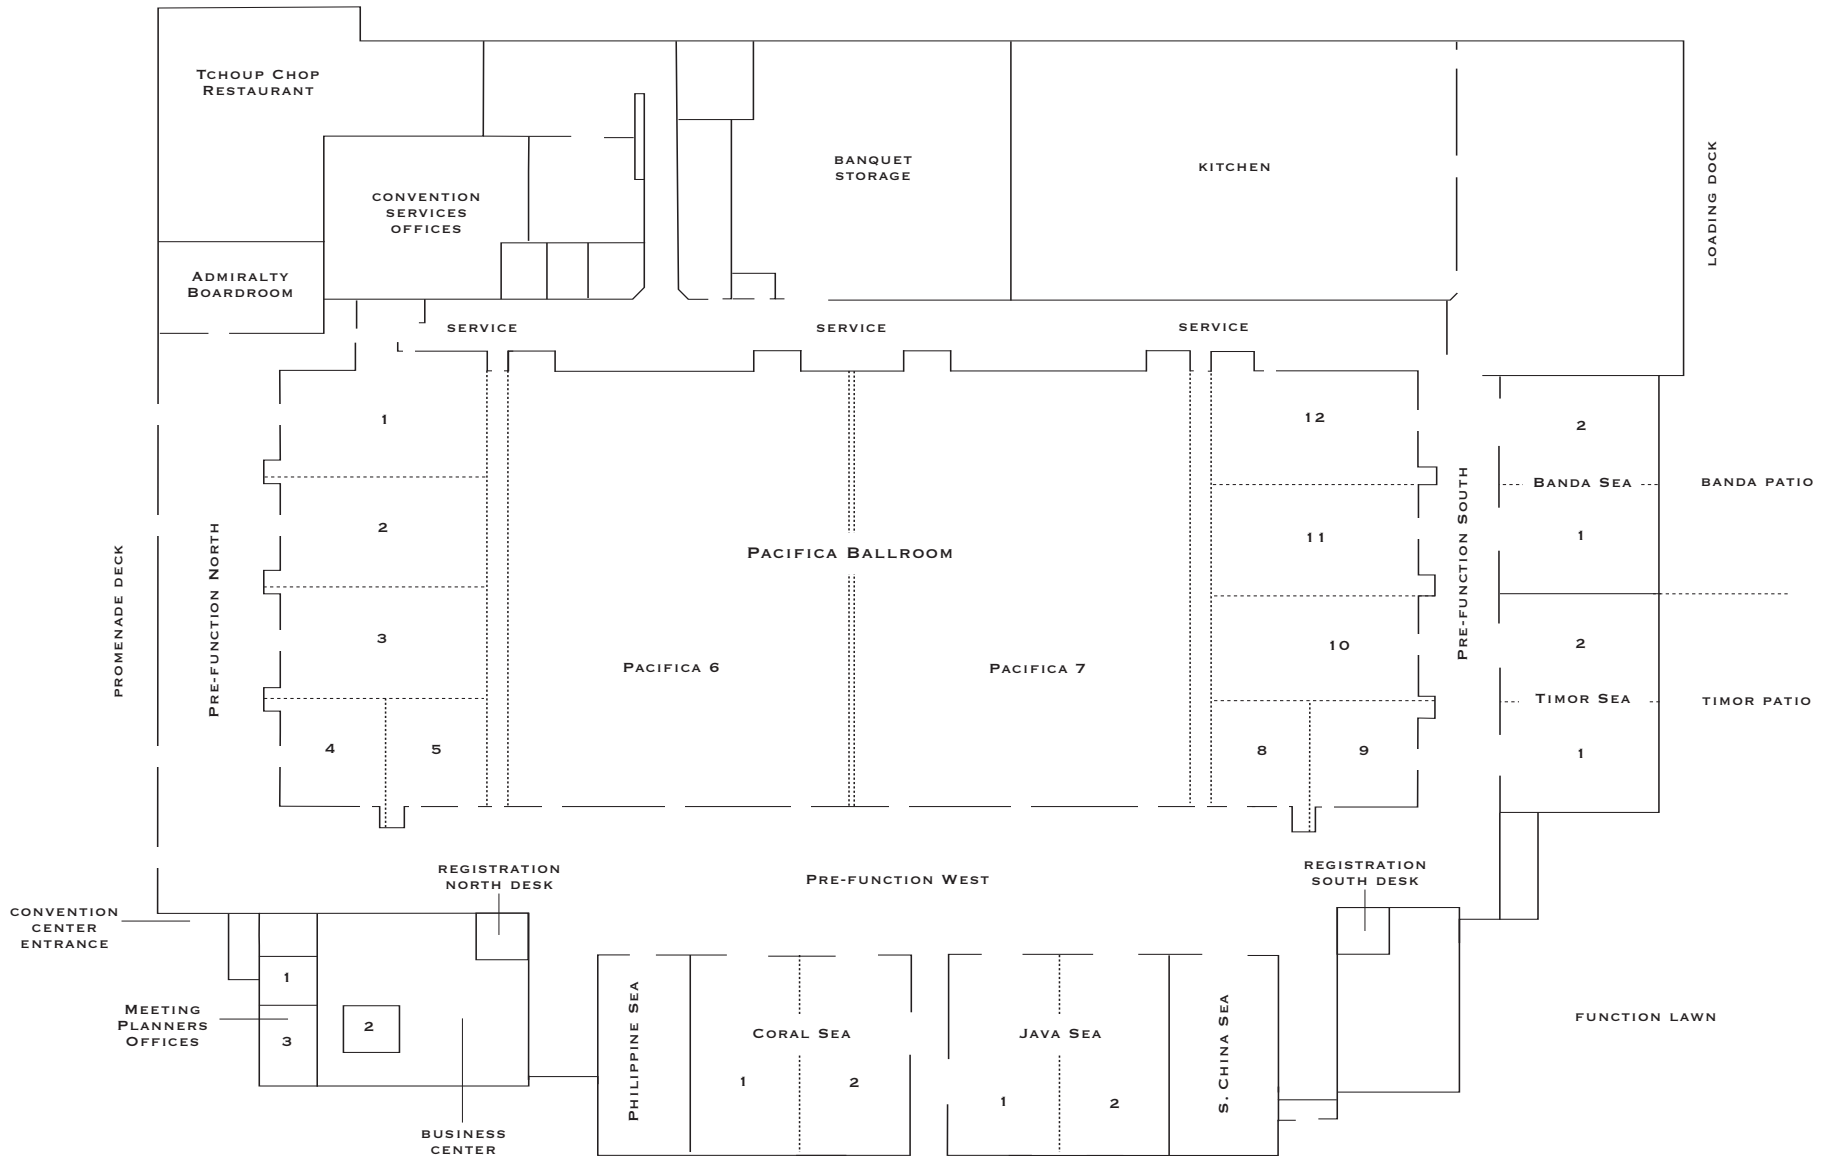 Tchoup Chop
Restaurant
CONVENTION
SERVICES
OFFICES
BANQUET
STORAGE
KITCHEN
LOADING DOCK
Admiralty
Boardroom
SERVICE
SERVICE
SERVICE
1
2
3
4
5
Pacifica Ballroom
Pacifica 6
Pacifica 7
12
11
10
8
9
PROMENADE DECK
Pre-function North
Pre-function South
2
Banda Sea
1
BANDA PATIO
2
Timor Sea
1
TIMOR PATIO
REGISTRATION
NORTH DESK
Pre-function West
REGISTRATION
SOUTH DESK
CONVENTION
CENTER
ENTRANCE
1
Meeting
Planners
Offices
3
2
BUSINESS
CENTER
Philippine Sea
Coral Sea
1
2
Java Sea
1
2
S. China Sea
FUNCTION LAWN